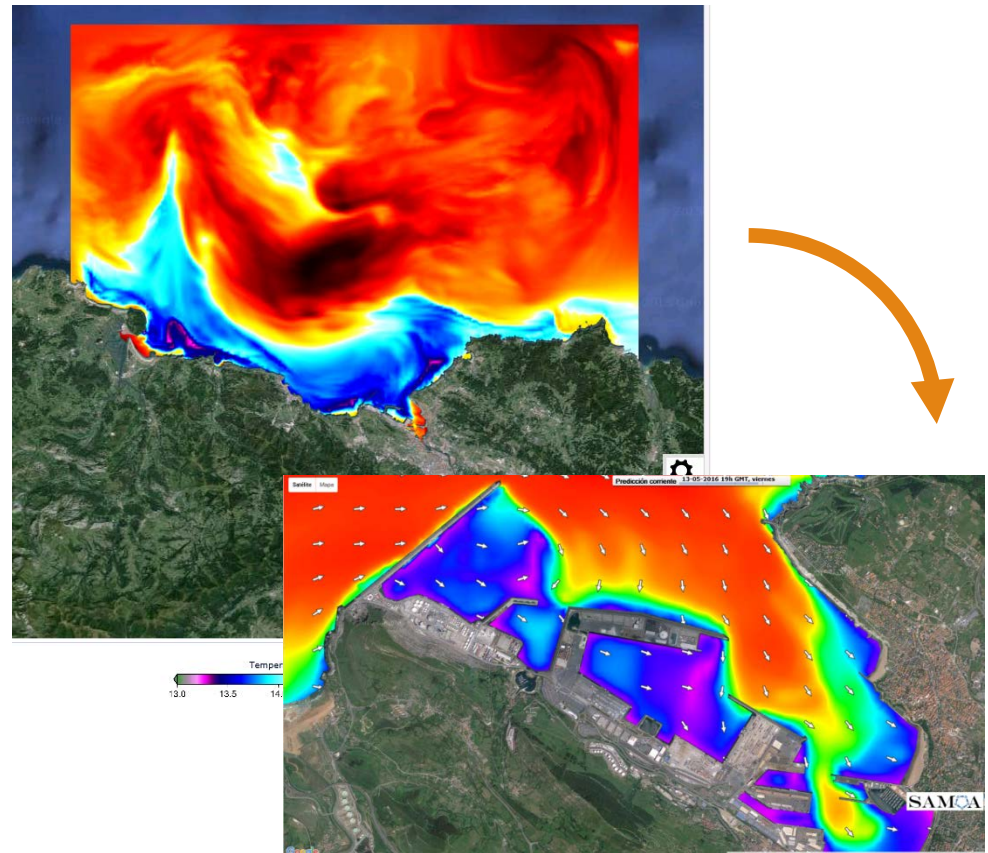 Satélite Mapa
Predicción corriente 13-05-2016 19h GMT, viernes
Temper
13.0 13.5 14.
SAMOA